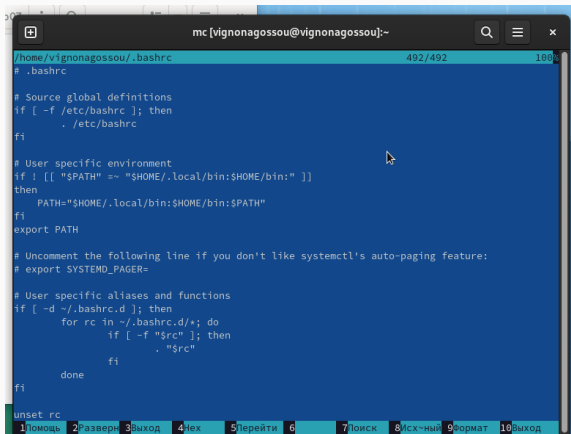 mc [vignonagossou@vignonagossou]:~
/home/vignonagossou/.bashrc 492/492 100%
# .bashrc
# Source global definitions
if [ -f /etc/bashrc ]; then
. /etc/bashrc
fi
# User specific environment
if ! [[ "$PATH" =~ "$HOME/.local/bin:$HOME/bin:" ]]
then
PATH="$HOME/.local/bin:$HOME/bin:$PATH"
fi
export PATH
# Uncomment the following line if you don't like systemctl's auto-paging feature:
# export SYSTEMD_PAGER=
# User specific aliases and functions
if [ -d ~/.bashrc.d ]; then
for rc in ~/.bashrc.d/*; do
if [ -f "$rc" ]; then
. "$rc"
fi
done
fi
unset rc
1Помощь 2Разверн 3Выход 4Hex 5Перейти 6 7Поиск 8Исх~ный 9Формат 10Выход